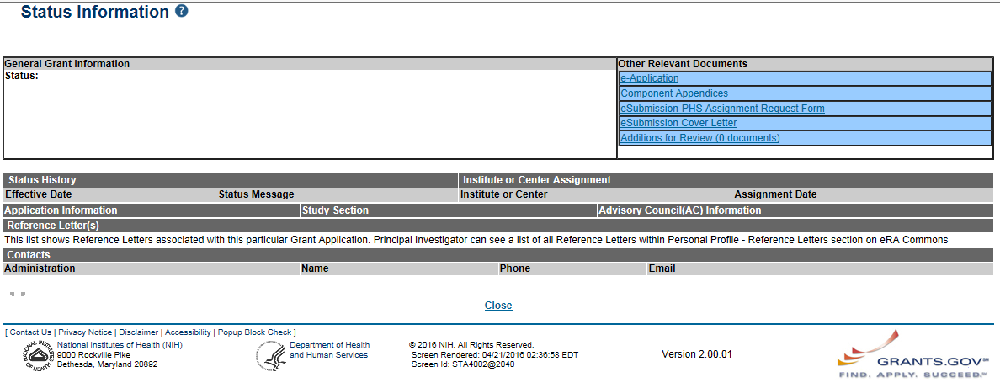 Status Information ?
General Grant Information
Status:
Other Relevant Documents
e-Application
Component Appendices
eSubmission-PHS Assignment Request Form
eSubmission Cover Letter
Additions for Review (0 documents)
Status History Institute or Center Assignment
Effective Date Status Message Institute or Center Assignment Date
Application Information Study Section Advisory Council(AC) Information
Reference Letter(s)
This list shows Reference Letters associated with this particular Grant Application. Principal Investigator can see a list of all Reference Letters within Personal Profile - Reference Letters section on eRA Commons
Contacts
Administration Name Phone Email
Close
[ Contact Us | Privacy Notice | Disclaimer | Accessibility | Popup Block Check ]
NATIONAL INSTITUTES OF HEALTH
National Institutes of Health (NIH)
9000 Rockville Pike
Bethesda, Maryland 20892
Department of Health
and Human Services
© 2016 NIH. All Rights Reserved.
Screen Rendered: 04/21/2016 02:36:58 EDT
Screen Id: STA4002@2040
Version 2.00.01
GRANTS.GOV℠
FIND. APPLY. SUCCEED.℠